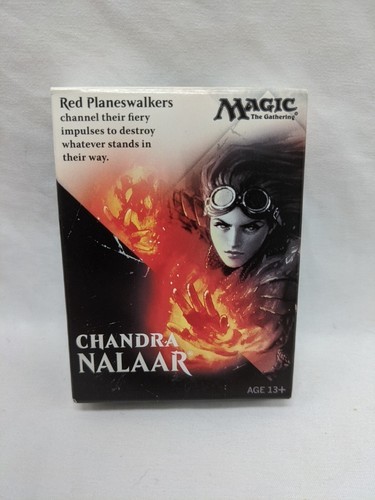 Red Planeswalkers
channel their fiery
impulses to destroy
whatever stands in
their way.
MAGIC
The Gathering®
CHANDRA
NALAAR
AGE 13+